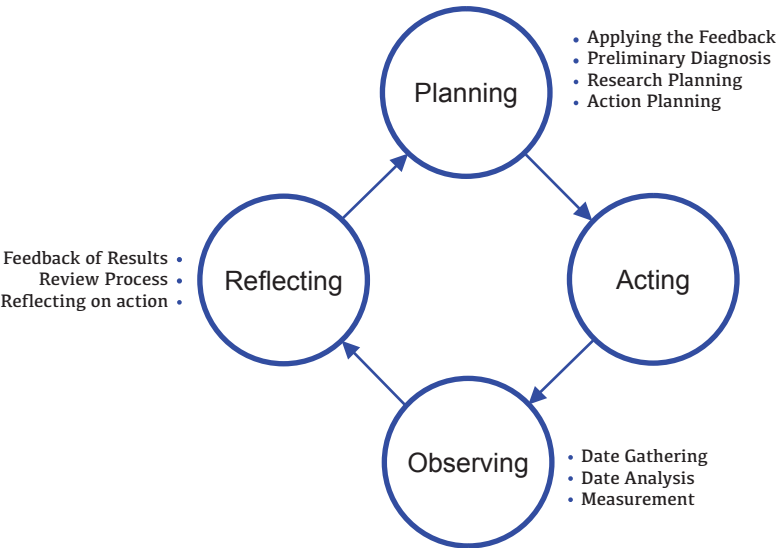 Planning
• Applying the Feedback
• Preliminary Diagnosis
• Research Planning
• Action Planning
Acting
Observing
• Date Gathering
• Date Analysis
• Measurement
Reflecting
Feedback of Results •
Review Process •
Reflecting on action •